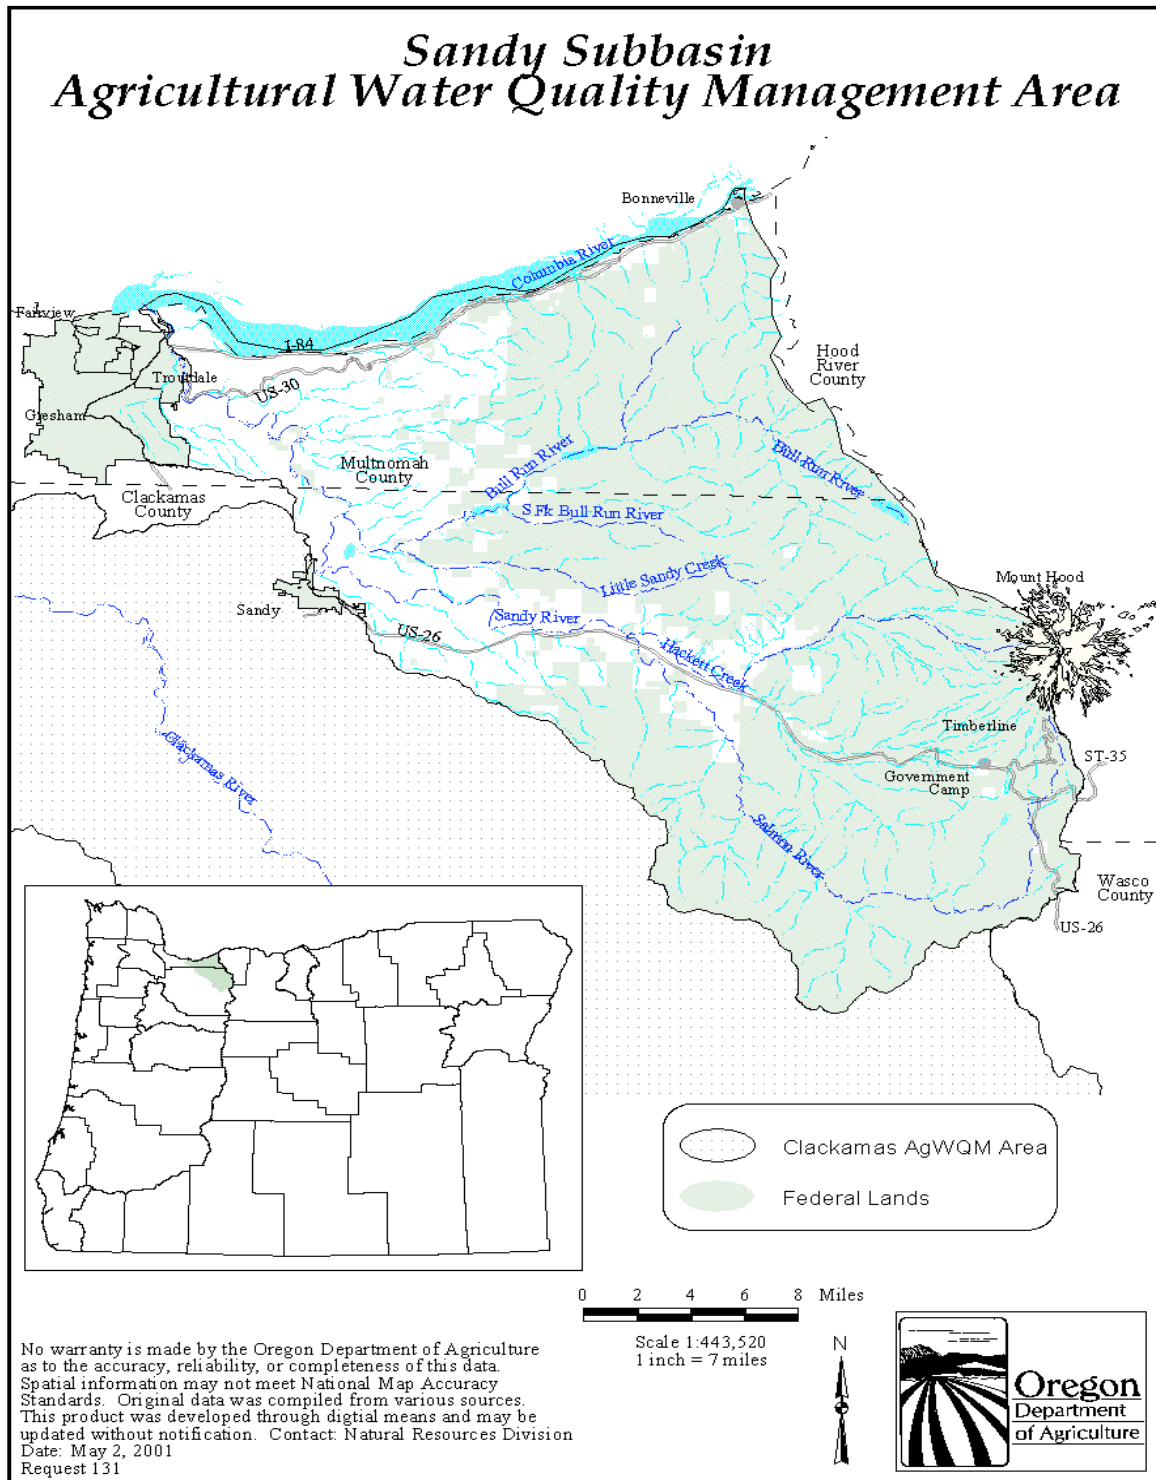 Sandy Subbasin
Agricultural Water Quality Management Area
Bonneville
Columbia River
Fairview
I-84
Troutdale
US-30
Hood
River
County
Gresham
Multnomah
County
Bull Run River
Bull Run River
Clackamas
County
S Fk Bull Run River
Little Sandy Creek
Mount Hood
Sandy
Sandy River
US-26
Hackett Creek
Timberline
ST-35
Government
Camp
Clackamas River
Salmon River
Wasco
County
US-26
Clackamas AgWQM Area
Federal Lands
0 2 4 6 8 Miles
Scale 1:443,520
1 inch = 7 miles
N
No warranty is made by the Oregon Department of Agriculture
as to the accuracy, reliability, or completeness of this data.
Spatial information may not meet National Map Accuracy
Standards. Original data was compiled from various sources.
This product was developed through digtial means and may be
updated without notification. Contact: Natural Resources Division
Date: May 2, 2001
Request 131
Oregon
Department
of Agriculture